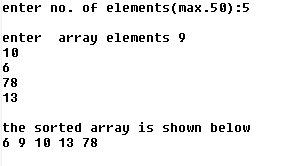 enter no. of elements(max.50):5
enter  array elements 9
10
6
78
13
the sorted array is shown below
6 9 10 13 78